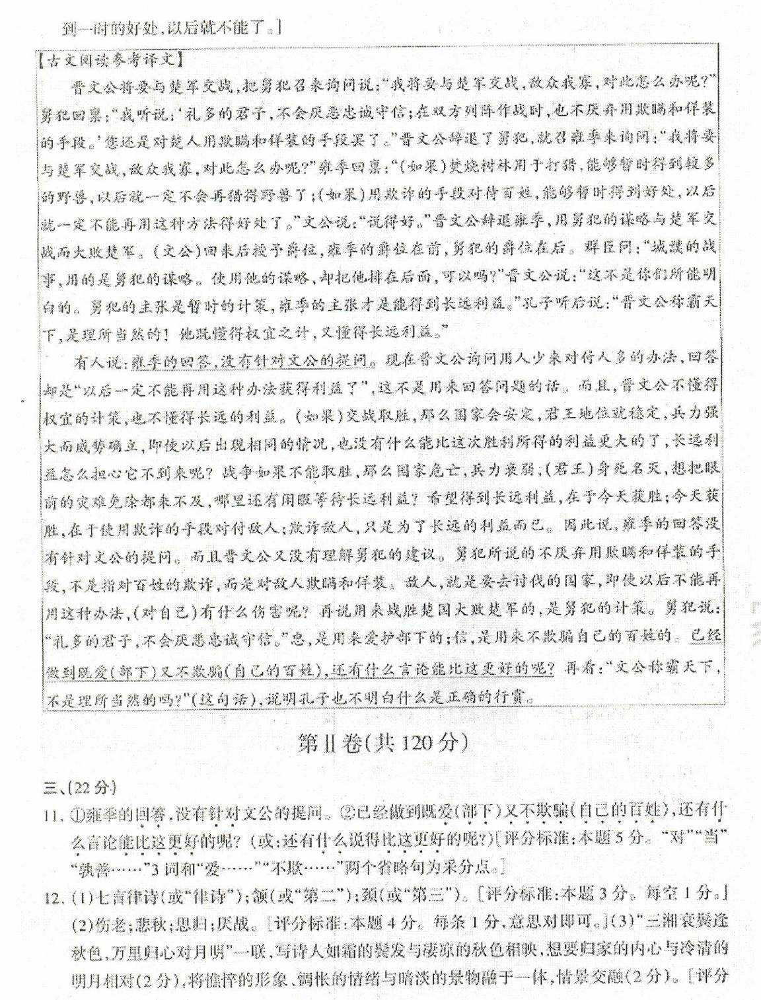 到一时的好处,以后就不能了。]
【古文阅读参考译文】
晋文公将要与楚军交战,把舅犯召来询问说:“我将要与楚军交战,敌众我寡,对此怎么办呢?”
舅犯回禀:“我听说:‘礼多的君子,不会厌恶忠诚守信;在双方列阵作战时,也不厌弃用欺瞒和佯装
的手段。’您还是对楚人用欺瞒和佯装的手段罢了。”晋文公辞退了舅犯,就召雍季来询问:“我将要
与楚军交战,敌众我寡,对此怎么办呢?”雍季回禀:“(如果)焚烧树林用于打猎,能够暂时得到较多
的野兽,以后就一定不会再猎得野兽了;(如果)用欺诈的手段对待百姓,能够暂时得到好处,以后
就一定不能再用这种方法得好处了。”文公说:“说得好。”晋文公辞退雍季,用舅犯的谋略与楚军交
战而大败楚军。(文公)回来后授予爵位,雍季的爵位在前,舅犯的爵位在后。群臣问:“城濮的战
事,用的是舅犯的谋略。使用他的谋略,却把他排在后面,可以吗?”晋文公说:“这不是你们所能明
白的。舅犯的主张是暂时的计策,雍季的主张才是能得到长远利益。”孔子听后说:“晋文公称霸天
下,是理所当然的!他既懂得权宜之计,又懂得长远利益。”
有人说:雍季的回答,没有针对文公的提问。现在晋文公询问用人少来对付人多的办法,回答
却是“以后一定不能再用这种办法获得利益了”,这不是用来回答问题的话。而且,晋文公不懂得
权宜的计策,也不懂得长远的利益。(如果)交战取胜,那么国家会安定,君王地位就稳定,兵力强
大而威势确立,即使以后出现相同的情况,也没有什么能比这次胜利所得的利益更大的了,长远利
益怎么担心它不到来呢?战争如果不能取胜,那么国家危亡,兵力衰弱,(君王)身死名灭,想把眼
前的灾难免除都来不及,哪里还有闲暇等待长远利益?希望得到长远利益,在于今天获胜;今天获
胜,在于使用欺诈的手段对付敌人;欺诈敌人,只是为了长远的利益而已。因此说,雍季的回答没
有针对文公的提问。而且晋文公又没有理解舅犯的建议。舅犯所说的不厌弃用欺瞒和佯装的手
段,不是指对百姓的欺诈,而是对敌人欺瞒和佯装。敌人,就是要去讨伐的国家,即使以后不能再
用这种办法,(对自己)有什么伤害呢?再说用来战胜楚国大败楚军的,是舅犯的计策。舅犯说:
“礼多的君子,不会厌恶忠诚守信。”忠,是用来爱护部下的;信,是用来不欺骗自己的百姓的。已经
做到既爱(部下)又不欺骗(自己的百姓),还有什么言论能比这更好的呢?再看:“文公称霸天下,
不是理所当然的吗?”(这句话),说明孔子也不明白什么是正确的行赏。
第Ⅱ卷(共 120 分)
三、(22 分)
11. ①雍季的回答,没有针对文公的提问。②已经做到既爱(部下)又不欺骗(自己的百姓),还有什
么言论能比这更好的呢?(或:还有什么说得比这更好的呢?)[评分标准:本题 5 分。“对”“当”
“孰善……”3 词和“爱……”“不欺……”两个省略句为采分点。]
12. (1)七言律诗(或“律诗”);颔(或“第二”);颈(或“第三”)。[评分标准:本题 3 分。每空 1 分。]
(2)伤老;悲秋;思归;厌战。[评分标准:本题 4 分。每条 1 分,意思对即可。](3)“三湘衰鬓逢
秋色,万里归心对月明”一联,写诗人如霜的鬓发与凄凉的秋色相映,想要归家的内心与冷清的
明月相对(2 分),将憔悴的形象、惆怅的情绪与暗淡的景物融于一体,情景交融(2 分)。[评分